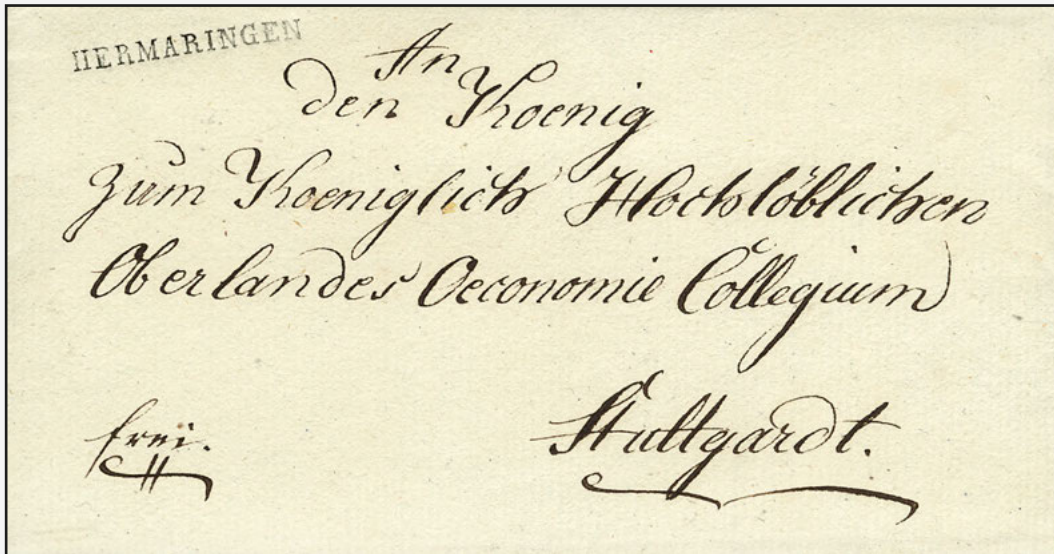 HERMARINGEN
An
den Koenig
zum Koeniglich Hochlöblichen
Oberlandes Oeconomie Collegium
frei.
Stuttgardt.